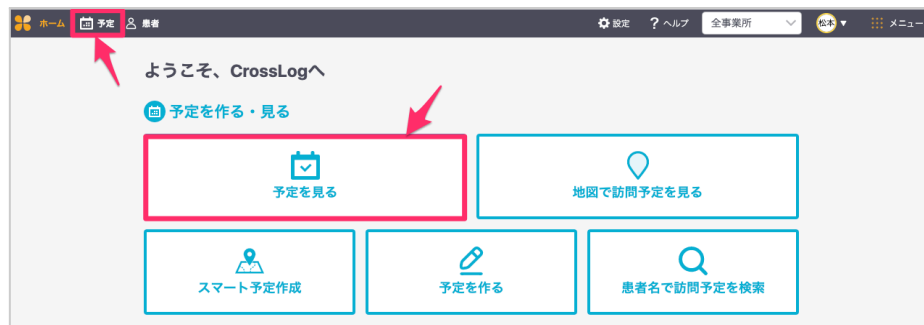 ホーム 予定 患者 設定 ? ヘルプ 全事業所 松本 ▼ メニュー
ようこそ、CrossLogへ
予定を作る・見る
予定を見る 地図で訪問予定を見る
スマート予定作成 予定を作る 患者名で訪問予定を検索